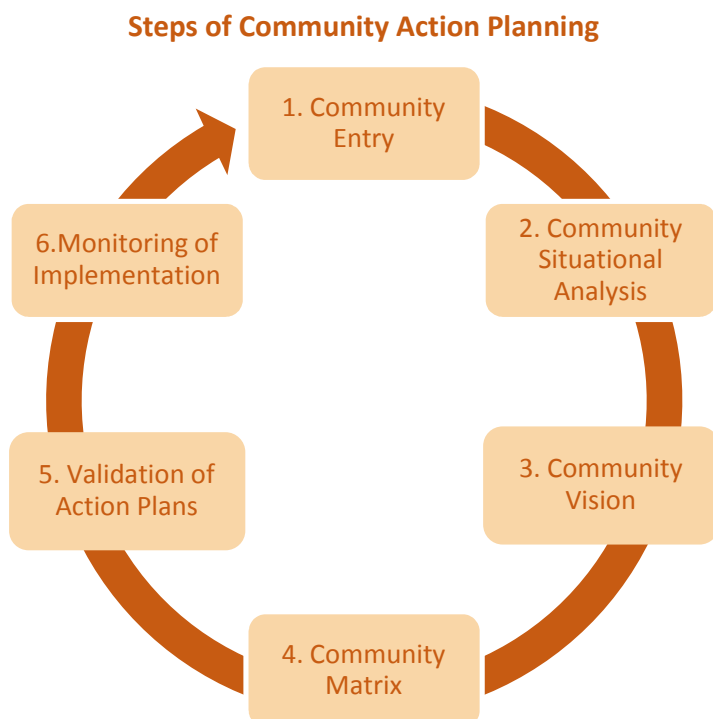 Steps of Community Action Planning
1. Community
Entry
2. Community
Situational
Analysis
3. Community
Vision
4. Community
Matrix
5. Validation of
Action Plans
6.Monitoring of
Implementation